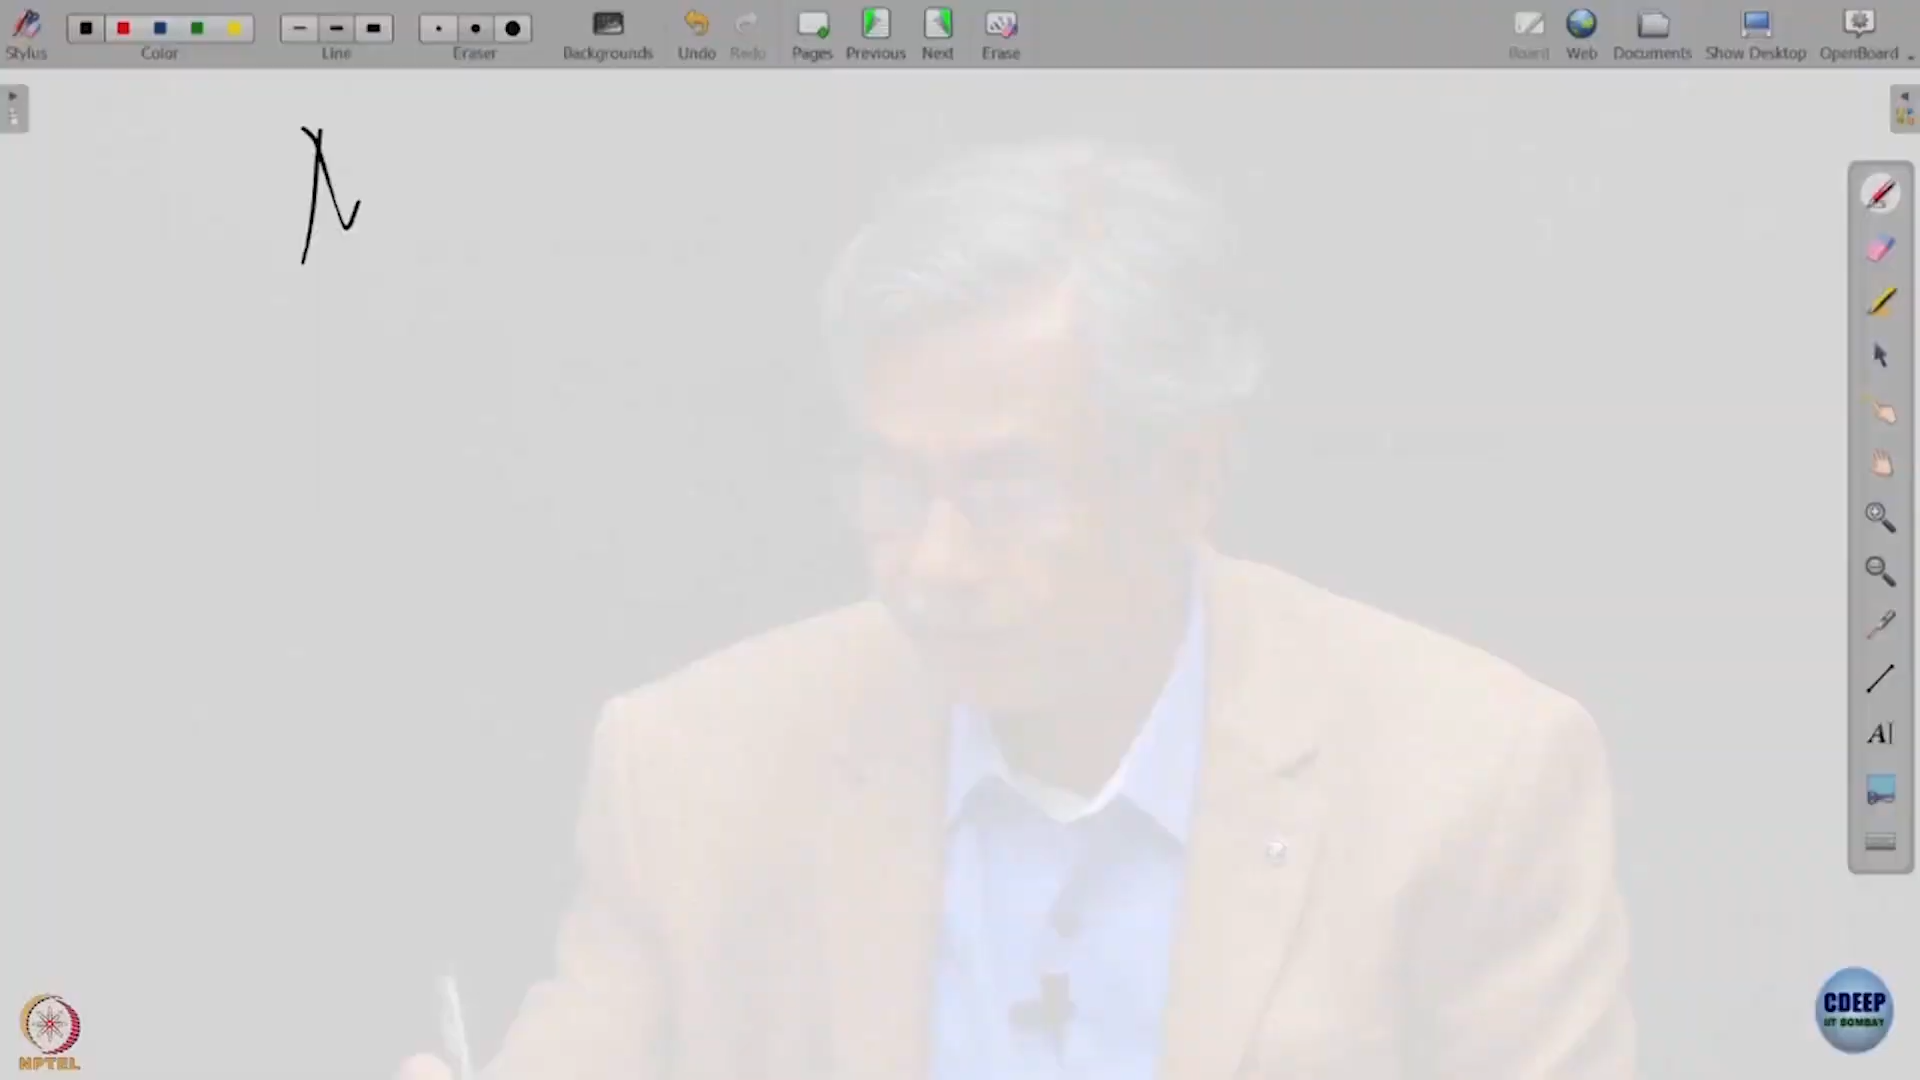 Stylus Color Line Eraser Backgrounds Undo Redo Pages Previous Next Erase Board Web Documents Show Desktop OpenBoard
λ
A
NPTEL
CDEEP
IIT BOMBAY